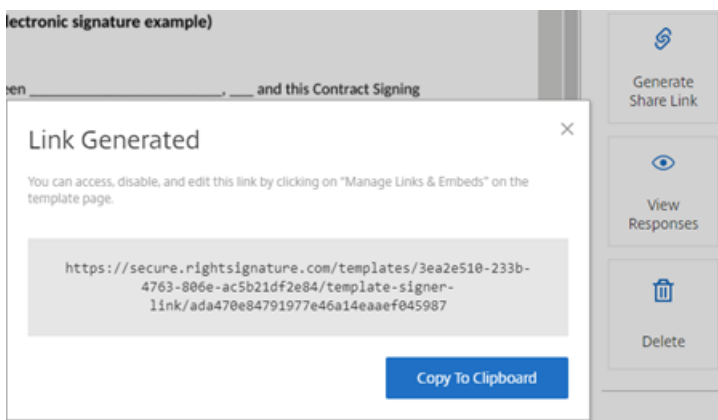 lectronic signature example)
een ________________________, ___ and this Contract Signing
Link Generated
You can access, disable, and edit this link by clicking on "Manage Links & Embeds" on the
template page.
https://secure.rightsignature.com/templates/3ea2e510-233b-
4763-806e-ac5b21df2e84/template-signer-
link/ada470e84791977e46a14eaaef045987
Copy To Clipboard
Generate
Share Link
View
Responses
Delete